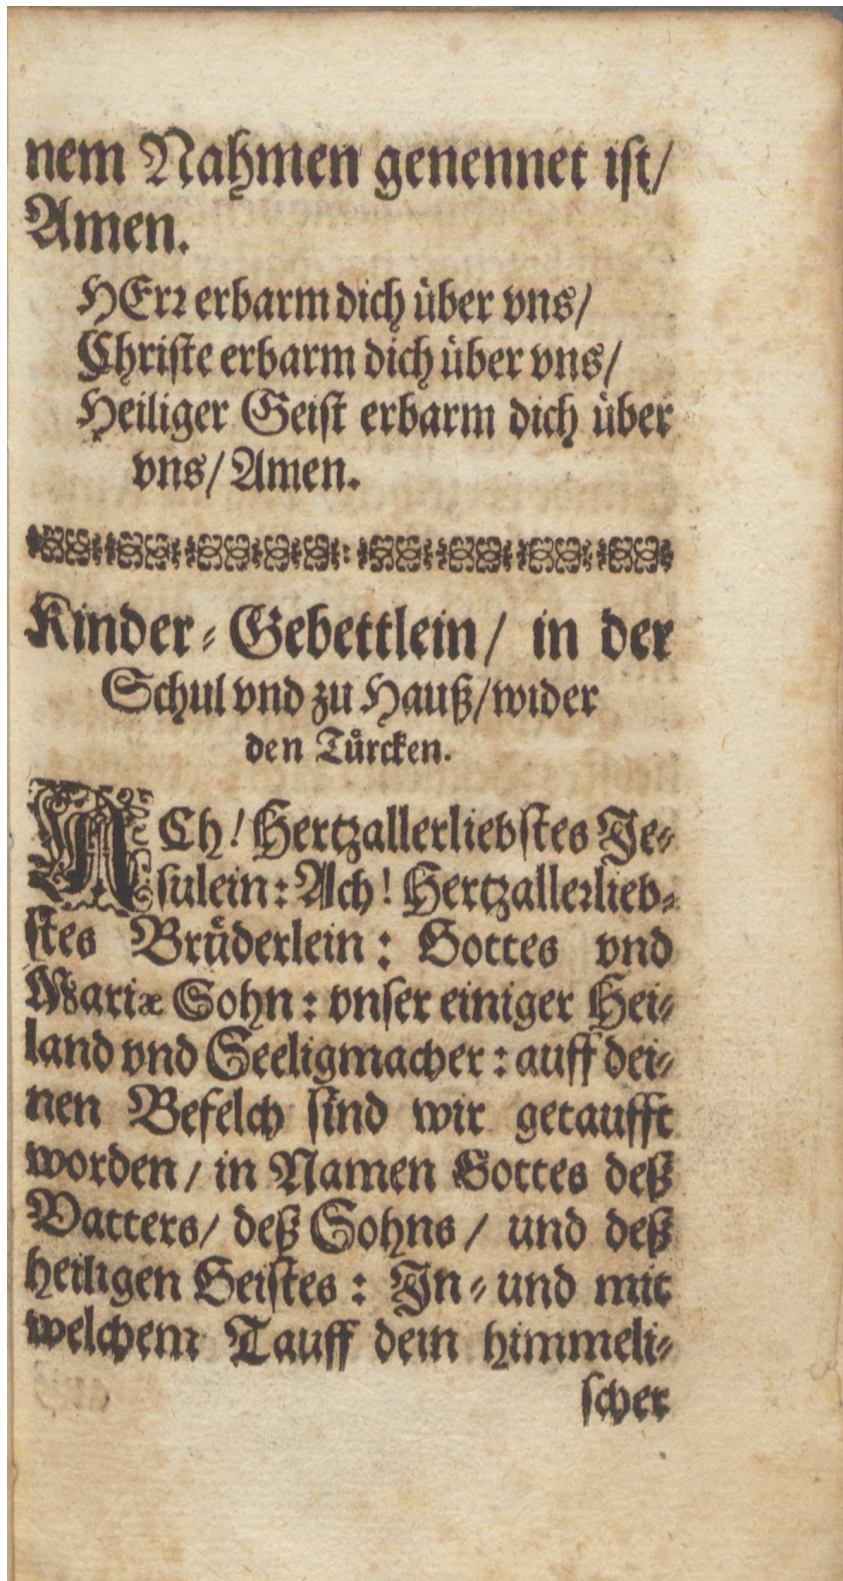 nem Nahmen genennet ist/
Amen.
HErꝛ erbarm dich über vns/
Christe erbarm dich über vns/
Heiliger Geist erbarm dich über
vns/ Amen.
Kinder-Gebettlein/ in der
Schul vnd zu Hauß/ wider
den Türcken.
ACh! Hertzallerliebstes Je-
sulein: Ach! Hertzalleꝛlieb-
stes Brüderlein: Gottes vnd
Mariæ Sohn: vnser einiger Hei-
land vnd Seeligmacher: auff dei-
nen Befelch sind wir getaufft
worden/ in Namen Gottes deß
Vatters/ deß Sohns/ und deß
heiligen Geistes: In- und mit
welchem Tauff dein himmeli-
scher